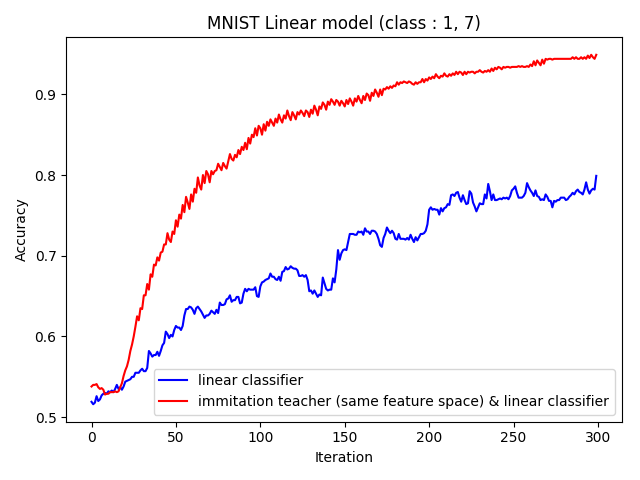 MNIST Linear model (class : 1, 7)
Accuracy
0.9
0.8
0.7
0.6
0.5
linear classifier
immitation teacher (same feature space) & linear classifier
0 50 100 150 200 250 300
Iteration